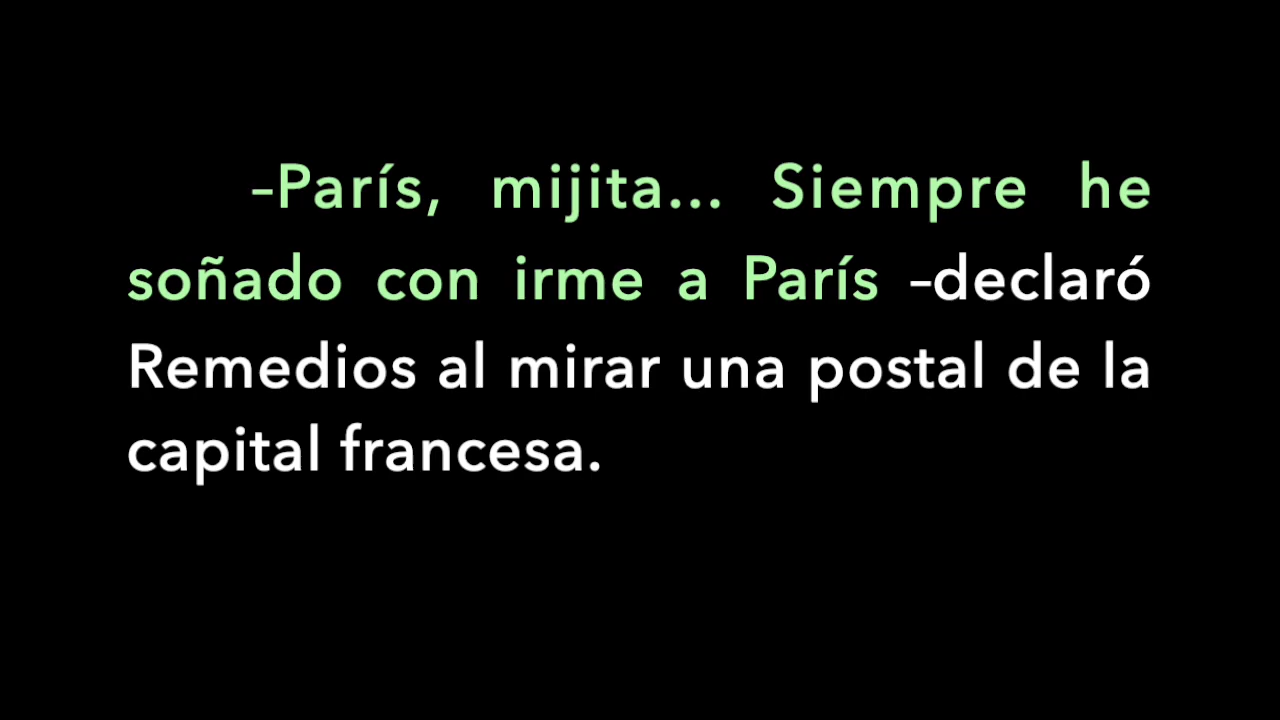 –París, mijita... Siempre he
soñado con irme a París –declaró
Remedios al mirar una postal de la
capital francesa.